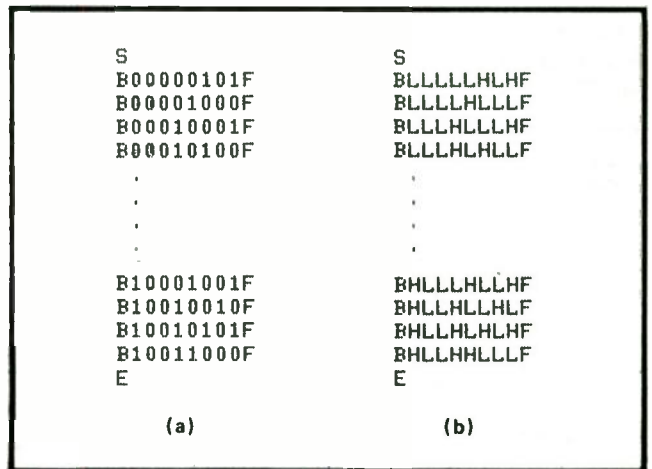 S
B00000101F
B00001000F
B00010001F
B00010100F
.
.
.
.
B10001001F
B10010010F
B10010101F
B10011000F
E
(a)
S
BLLLLLHLHF
BLLLLHLLLF
BLLLHLLLHF
BLLLHLHLLF
.
.
.
.
BHLLLHLLHF
BHLLHLLHLF
BHLLHLHLHF
BHLLHHLLLF
E
(b)